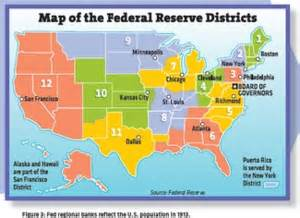 Map of the Federal Reserve Districts
9
1
Minneapolis
Boston
2
12
7
New York
Chicago
Cleveland
3
Philadelphia
4
BOARD OF
GOVERNORS
San Francisco
10
Kansas City
St. Louis
Richmond
8
5
11
Atlanta
Dallas
6
Alaska and Hawaii
are part of the
San Francisco
District
Puerto Rico
is served by
the New York
District
Source: Federal Reserve
Figure 3: Fed regional banks reflect the U.S. population in 1913.